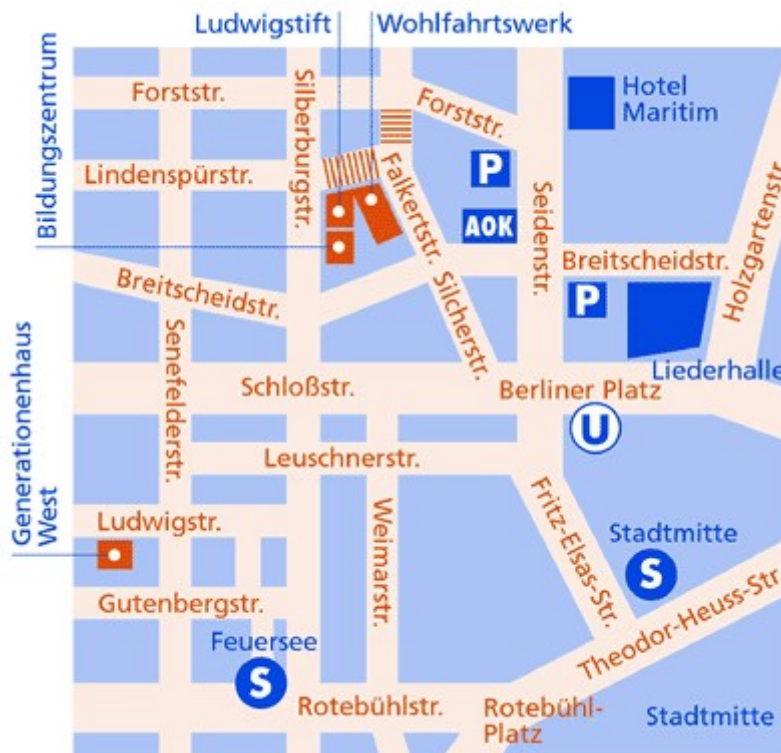 Ludwigstift
Wohlfahrtswerk
Bildungszentrum
Forststr.
Silberburgstr.
Forststr.
Hotel
Maritim
Lindenspürstr.
Falkertstr.
P
Seidenstr.
AOK
Holzgartenstr.
Breitscheidstr.
Breitscheidstr.
Silcherstr.
P
Senefelderstr.
Schloßstr.
Berliner Platz
Liederhalle
U
Generationenhaus
West
Leuschnerstr.
Ludwigstr.
Weimarstr.
Fritz-Elsas-Str.
Stadtmitte
S
Gutenbergstr.
Theodor-Heuss-Str
Feuersee
S
Rotebühlstr.
Rotebühl-
Platz
Stadtmitte